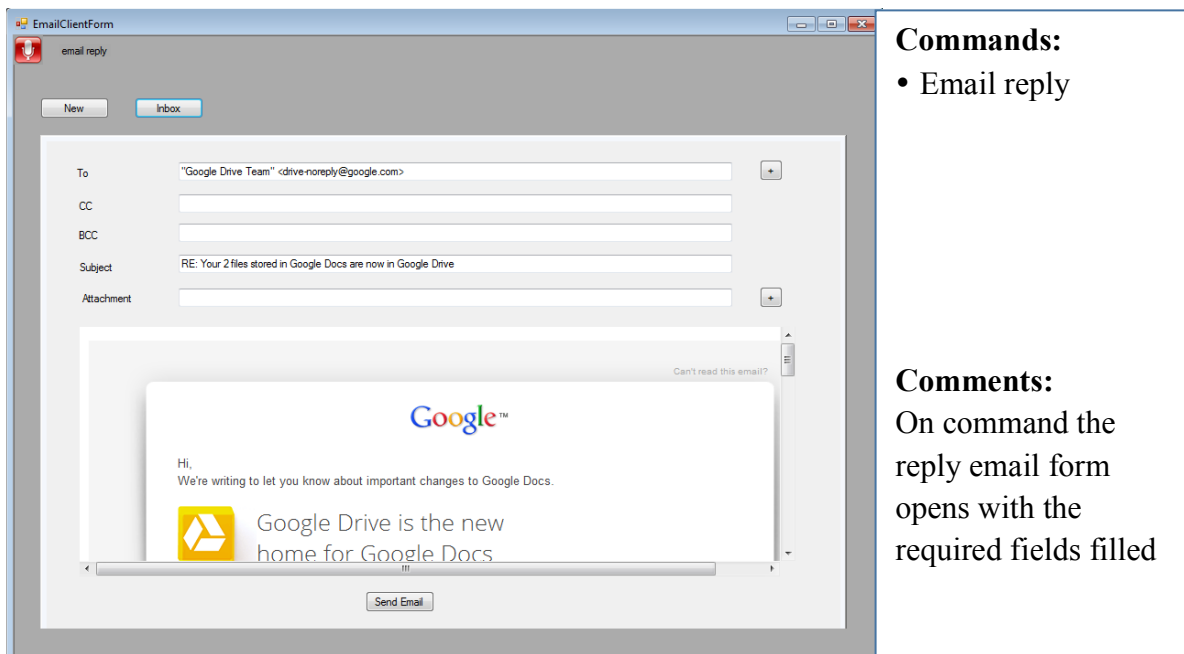 EmailClientForm
email reply
New Inbox
To "Google Drive Team" <drive-noreply@google.com> +
CC
BCC
Subject RE: Your 2 files stored in Google Docs are now in Google Drive
Attachment +
Can't read this email?
Google™
Hi,
We're writing to let you know about important changes to Google Docs.
Google Drive is the new
home for Google Docs
Send Email
Commands:
• Email reply
Comments:
On command the
reply email form
opens with the
required fields filled